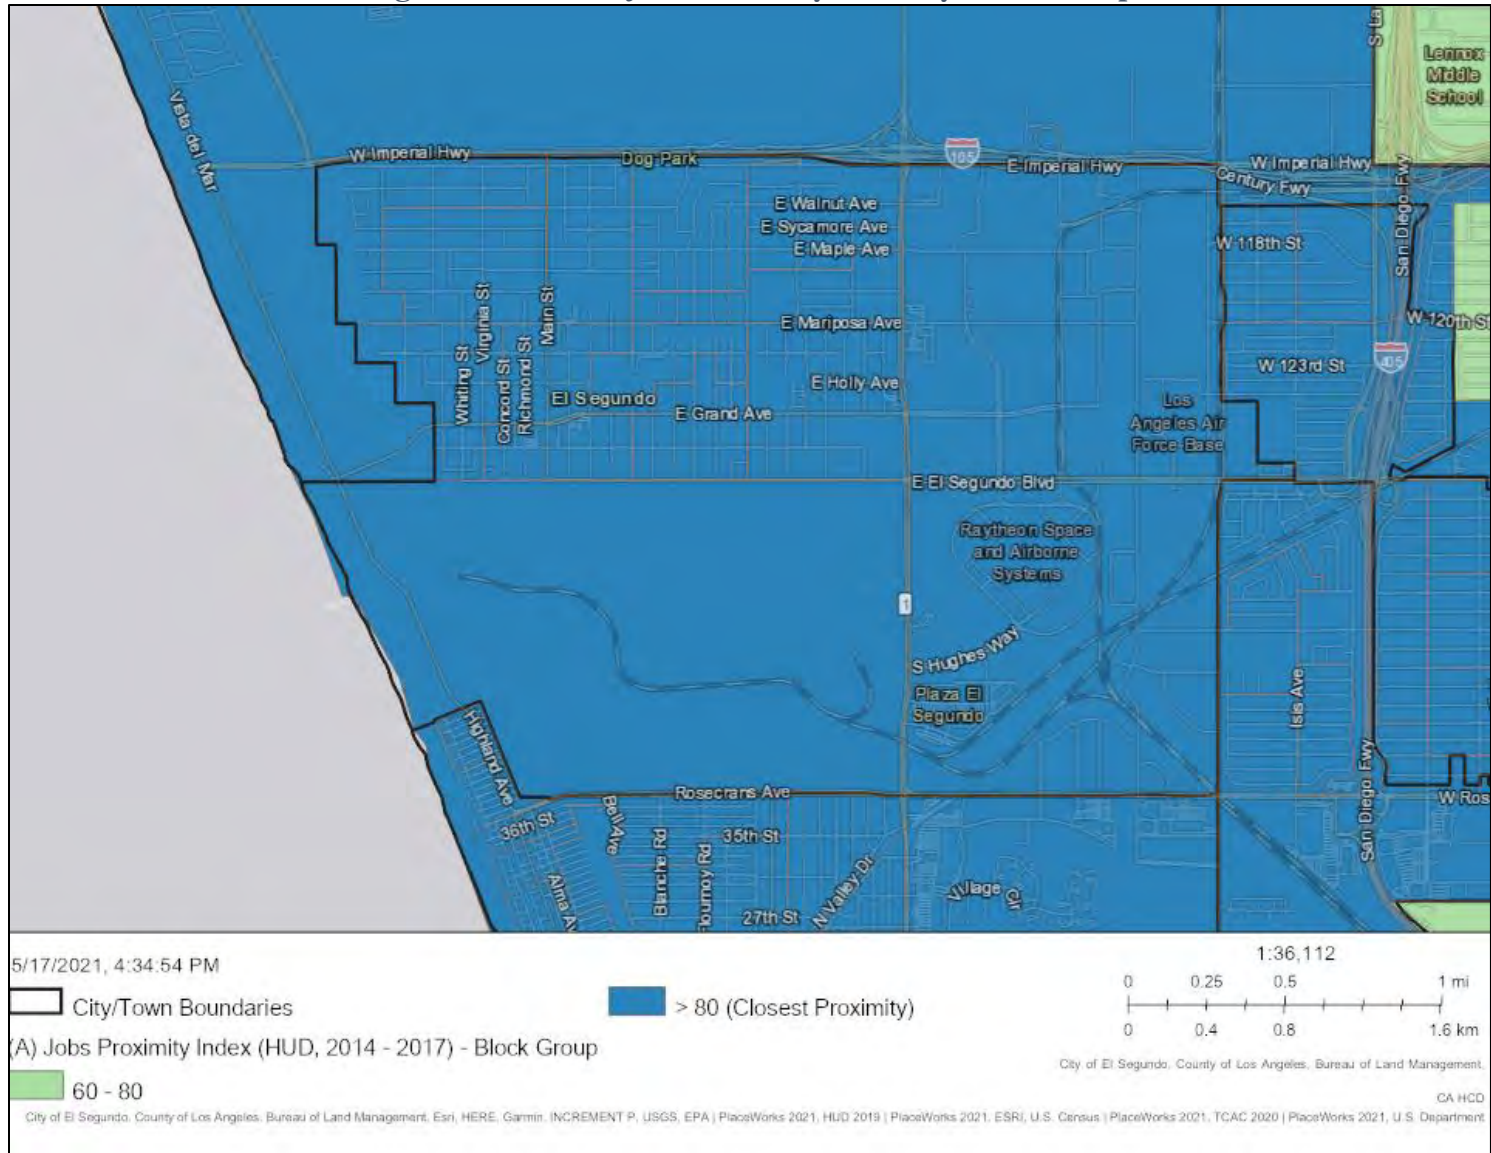 S La
Lennox
Middle
School
Vista del Mar
W Imperial Hwy
Dog Park
105
E Imperial Hwy
W Imperial Hwy
Century Fwy
San Diego Fwy
E Walnut Ave
E Sycamore Ave
E Maple Ave
W 118th St
Virginia St
Main St
E Mariposa Ave
W 120th St
Whiting St
Concord St
Richmond St
405
W 123rd St
E Holly Ave
El Segundo
E Grand Ave
Los
Angeles Air
Force Base
E El Segundo Blvd
Raytheon Space
and Airborne
Systems
1
S Hughes Way
Plaza El
Segundo
Isis Ave
Highland Ave
San Diego Fwy
Rosecrans Ave
W Ros
36th St
Bell Ave
35th St
Blanche Rd
Flournoy Rd
N Valley Dr
Village Cir
Alma Av
27th St
5/17/2021, 4:34:54 PM
1:36,112
0 0.25 0.5 1 mi
0 0.4 0.8 1.6 km
City/Town Boundaries
> 80 (Closest Proximity)
(A) Jobs Proximity Index (HUD, 2014 - 2017) - Block Group
60 - 80
City of El Segundo, County of Los Angeles, Bureau of Land Management,
CA HCD
City of El Segundo, County of Los Angeles, Bureau of Land Management, Esri, HERE, Garmin, INCREMENT P, USGS, EPA | PlaceWorks 2021, HUD 2019 | PlaceWorks 2021, ESRI, U.S. Census | PlaceWorks 2021, TCAC 2020 | PlaceWorks 2021, U.S. Department